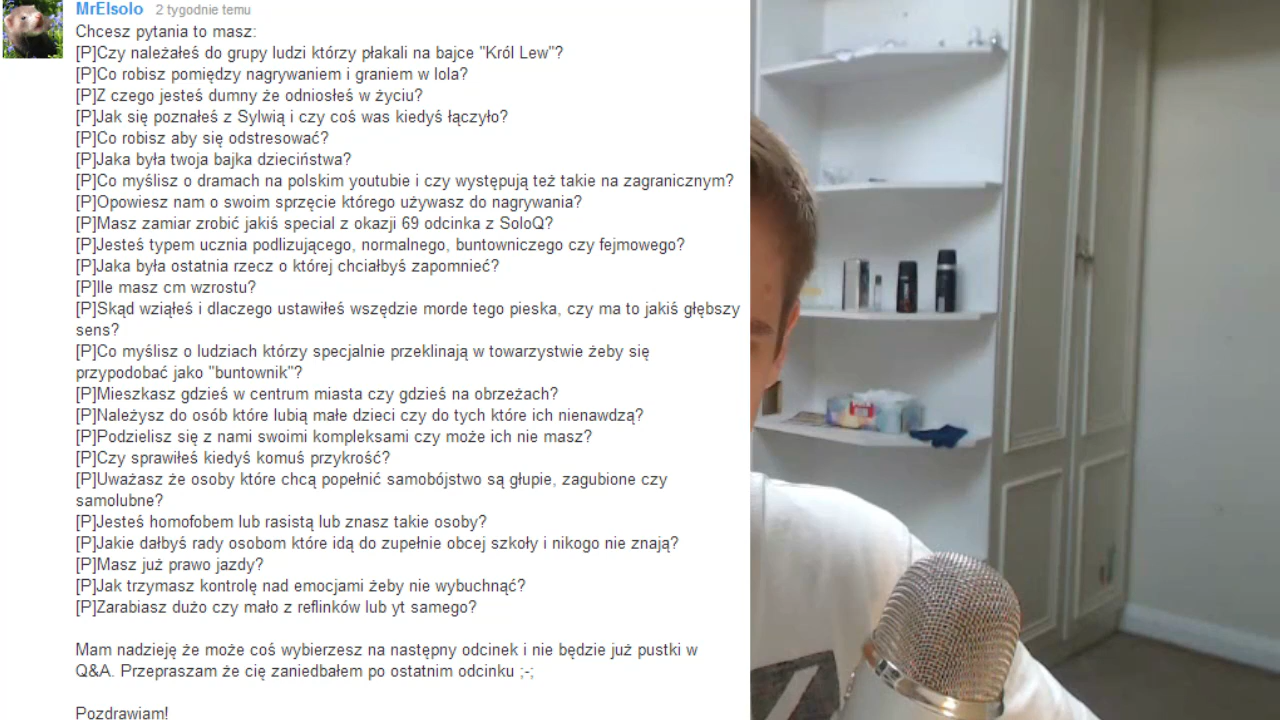 MrElsolo 2 tygodnie temu
Chcesz pytania to masz:
[P]Czy należałeś do grupy ludzi którzy płakali na bajce "Król Lew"?
[P]Co robisz pomiędzy nagrywaniem i graniem w lola?
[P]Z czego jesteś dumny że odniosłeś w życiu?
[P]Jak się poznałeś z Sylwią i czy coś was kiedyś łączyło?
[P]Co robisz aby się odstresować?
[P]Jaka była twoja bajka dzieciństwa?
[P]Co myślisz o dramach na polskim youtubie i czy występują też takie na zagranicznym?
[P]Opowiesz nam o swoim sprzęcie którego używasz do nagrywania?
[P]Masz zamiar zrobić jakiś special z okazji 69 odcinka z SoloQ?
[P]Jesteś typem ucznia podlizującego, normalnego, buntowniczego czy fejmowego?
[P]Jaka była ostatnia rzecz o której chciałbyś zapomnieć?
[P]Ile masz cm wzrostu?
[P]Skąd wziąłeś i dlaczego ustawiłeś wszędzie morde tego pieska, czy ma to jakiś głębszy
sens?
[P]Co myślisz o ludziach którzy specjalnie przeklinają w towarzystwie żeby się
przypodobać jako "buntownik"?
[P]Mieszkasz gdzieś w centrum miasta czy gdzieś na obrzeżach?
[P]Należysz do osób które lubią małe dzieci czy do tych które ich nienawdzą?
[P]Podzielisz się z nami swoimi kompleksami czy może ich nie masz?
[P]Czy sprawiłeś kiedyś komuś przykrość?
[P]Uważasz że osoby które chcą popełnić samobójstwo są głupie, zagubione czy
samolubne?
[P]Jesteś homofobem lub rasistą lub znasz takie osoby?
[P]Jakie dałbyś rady osobom które idą do zupełnie obcej szkoły i nikogo nie znają?
[P]Masz już prawo jazdy?
[P]Jak trzymasz kontrolę nad emocjami żeby nie wybuchnąć?
[P]Zarabiasz dużo czy mało z reflinków lub yt samego?
Mam nadzieję że może coś wybierzesz na następny odcinek i nie będzie już pustki w
Q&A. Przepraszam że cię zaniedbałem po ostatnim odcinku ;-;
Pozdrawiam!